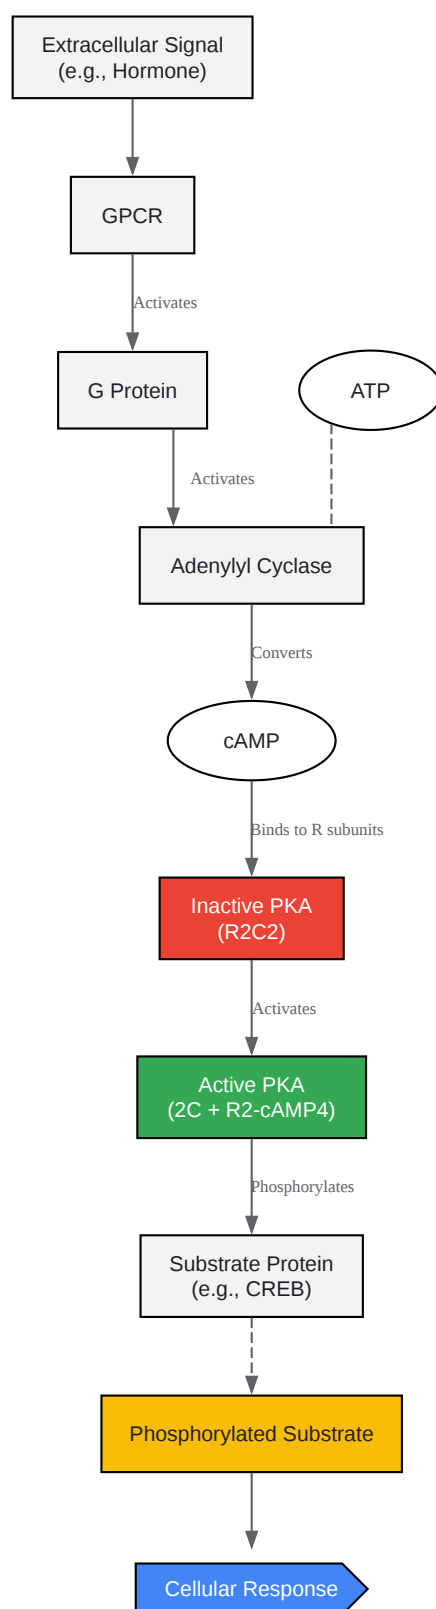 Extracellular Signal
(e.g., Hormone)
GPCR
Activates
G Protein
ATP
Activates
Adenylyl Cyclase
Converts
cAMP
Binds to R subunits
Inactive PKA
(R2C2)
Activates
Active PKA
(2C + R2-cAMP4)
Phosphorylates
Substrate Protein
(e.g., CREB)
Phosphorylated Substrate
Cellular Response